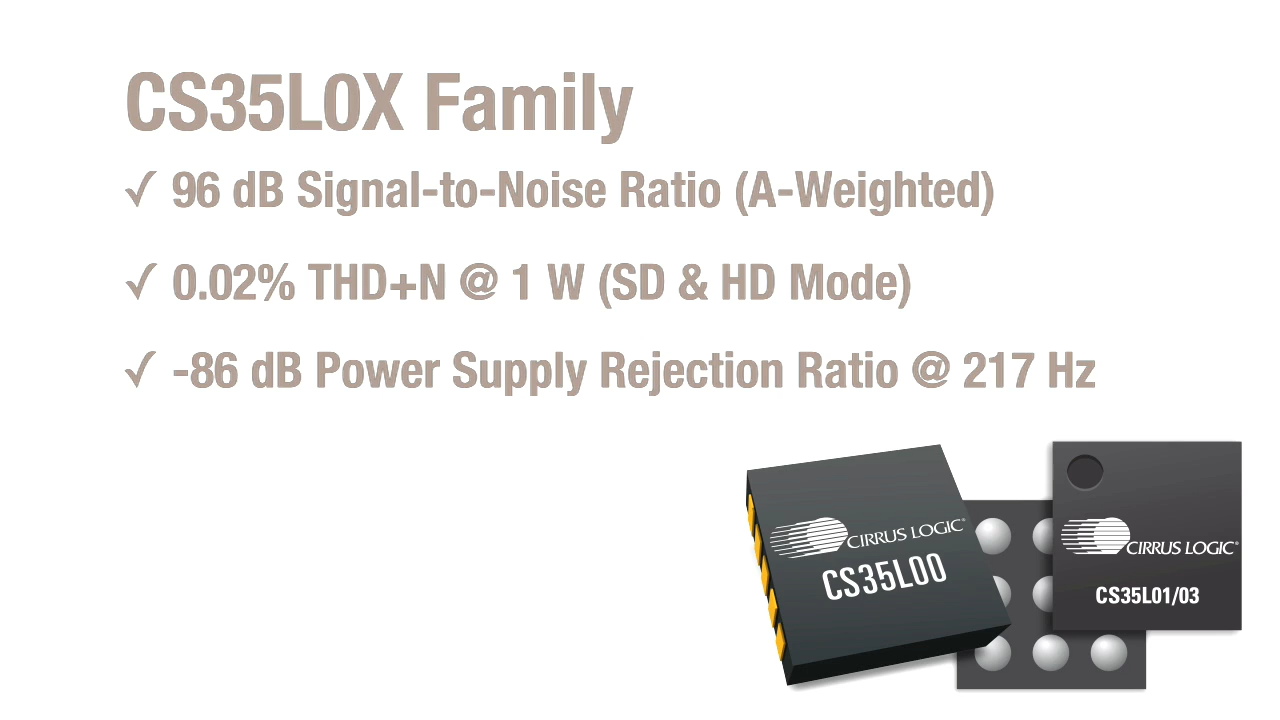 CS35L0X Family
✓ 96 dB Signal-to-Noise Ratio (A-Weighted)
✓ 0.02% THD+N @ 1 W (SD & HD Mode)
✓ -86 dB Power Supply Rejection Ratio @ 217 Hz
CIRRUS LOGIC®
CS35L00
CIRRUS LOGIC®
CS35L01/03